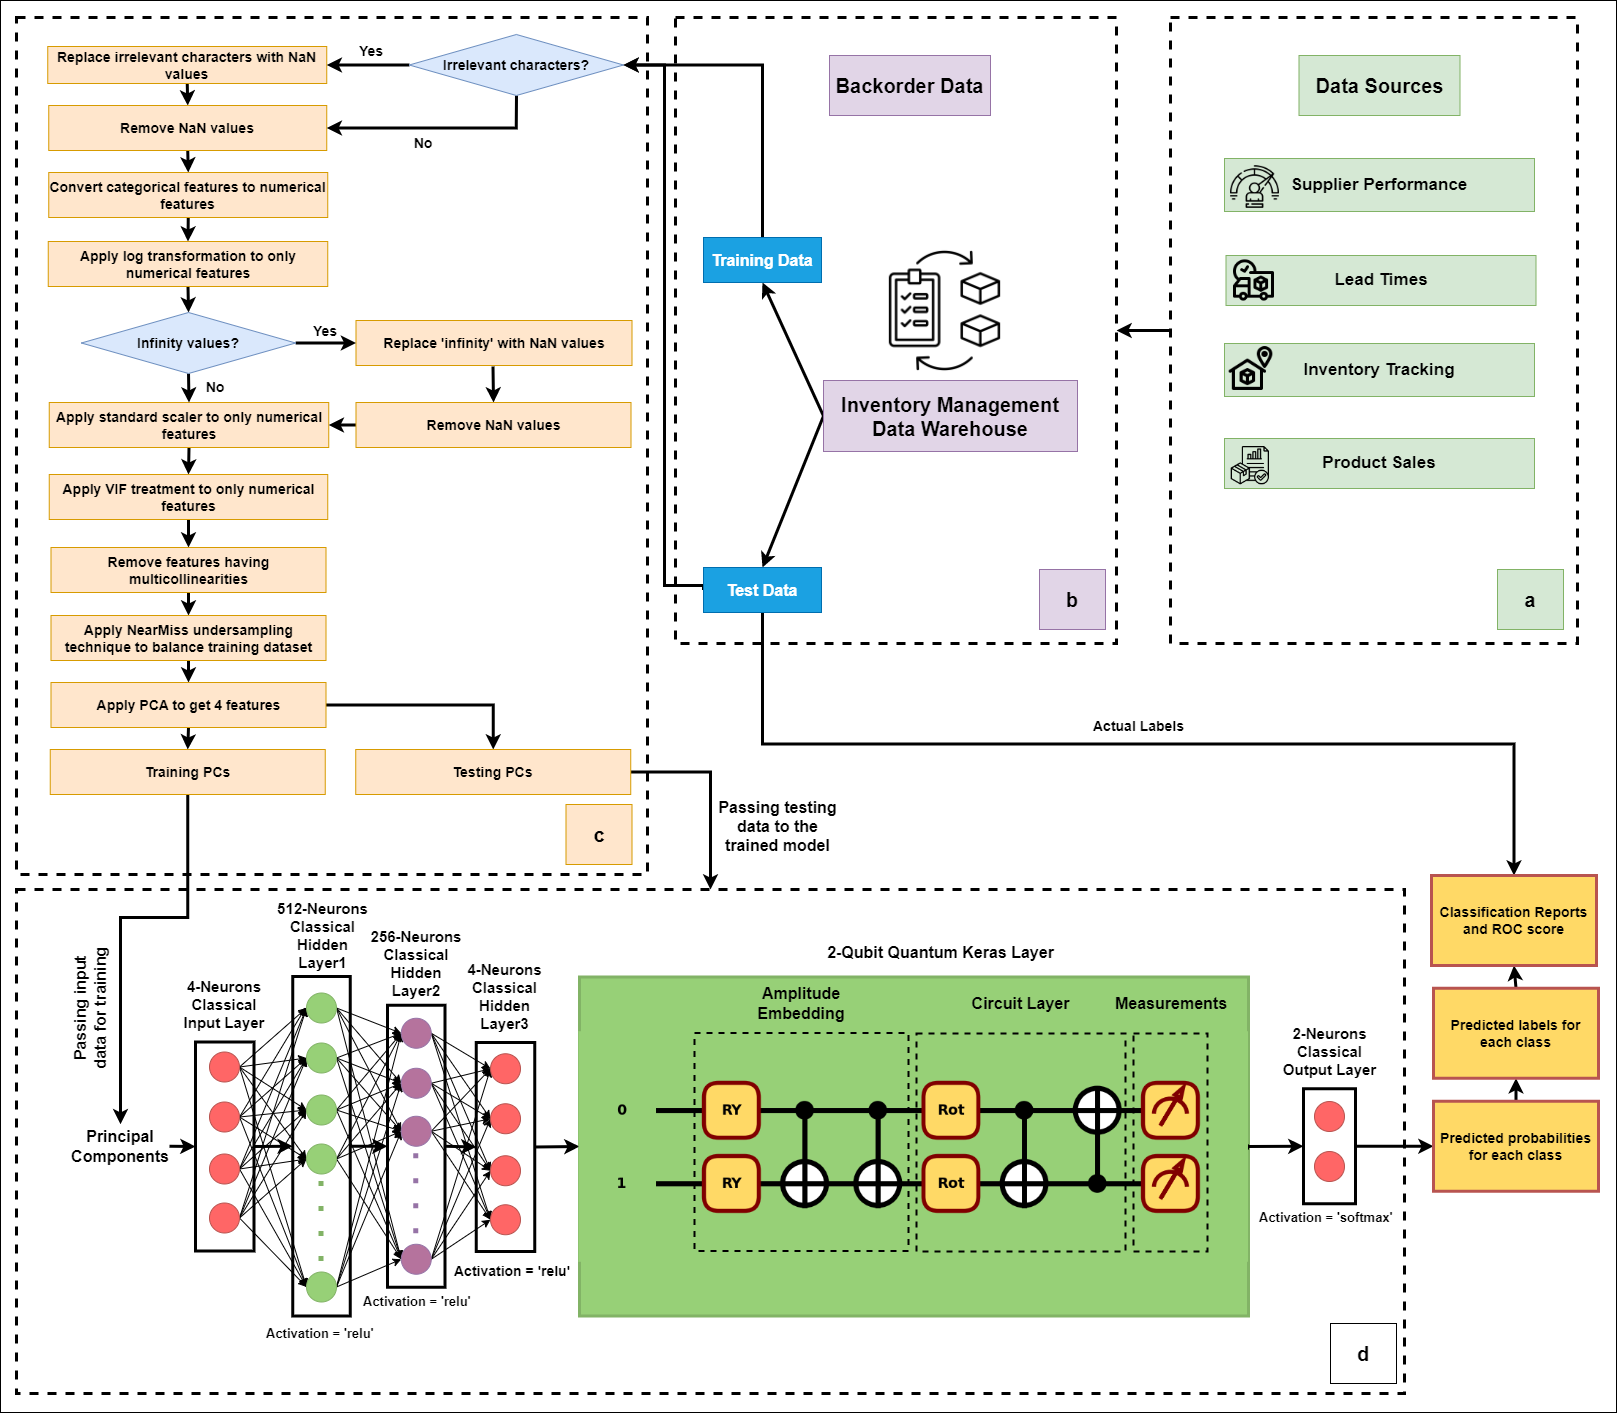 Yes
Irrelevant characters?
Replace irrelevant characters with NaN
values
Remove NaN values
No
Convert categorical features to numerical
features
Apply log transformation to only
numerical features
Infinity values?
Yes
Replace 'infinity' with NaN values
No
Apply standard scaler to only numerical
features
Remove NaN values
Apply VIF treatment to only numerical
features
Remove features having
multicollinearities
Apply NearMiss undersampling
technique to balance training dataset
Apply PCA to get 4 features
Training PCs
Testing PCs
c
Backorder Data
Training Data
Inventory Management
Data Warehouse
Test Data
b
Data Sources
Supplier Performance
Lead Times
Inventory Tracking
Product Sales
a
Actual Labels
Passing testing
data to the
trained model
Passing input
data for training
Principal
Components
4-Neurons
Classical
Input Layer
512-Neurons
Classical
Hidden
Layer1
Activation = 'relu'
256-Neurons
Classical
Hidden
Layer2
Activation = 'relu'
4-Neurons
Classical
Hidden
Layer3
Activation = 'relu'
2-Qubit Quantum Keras Layer
Amplitude
Embedding
Circuit Layer
Measurements
0
RY
Rot
1
RY
Rot
2-Neurons
Classical
Output Layer
Activation = 'softmax'
d
Classification Reports
and ROC score
Predicted labels for
each class
Predicted probabilities
for each class